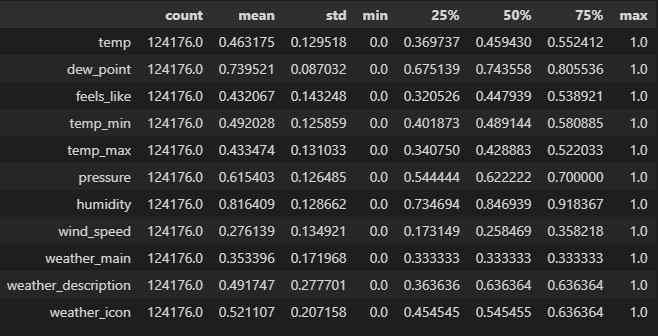 count mean std min 25% 50% 75% max
temp 124176.0 0.463175 0.129518 0.0 0.369737 0.459430 0.552412 1.0
dew_point 124176.0 0.739521 0.087032 0.0 0.675139 0.743558 0.805536 1.0
feels_like 124176.0 0.432067 0.143248 0.0 0.320526 0.447939 0.538921 1.0
temp_min 124176.0 0.492028 0.125859 0.0 0.401873 0.489144 0.580885 1.0
temp_max 124176.0 0.433474 0.131033 0.0 0.340750 0.428883 0.522033 1.0
pressure 124176.0 0.615403 0.126485 0.0 0.544444 0.622222 0.700000 1.0
humidity 124176.0 0.816409 0.128662 0.0 0.734694 0.846939 0.918367 1.0
wind_speed 124176.0 0.276139 0.134921 0.0 0.173149 0.258469 0.358218 1.0
weather_main 124176.0 0.353396 0.171968 0.0 0.333333 0.333333 0.333333 1.0
weather_description 124176.0 0.491747 0.277701 0.0 0.363636 0.636364 0.636364 1.0
weather_icon 124176.0 0.521107 0.207158 0.0 0.454545 0.545455 0.636364 1.0